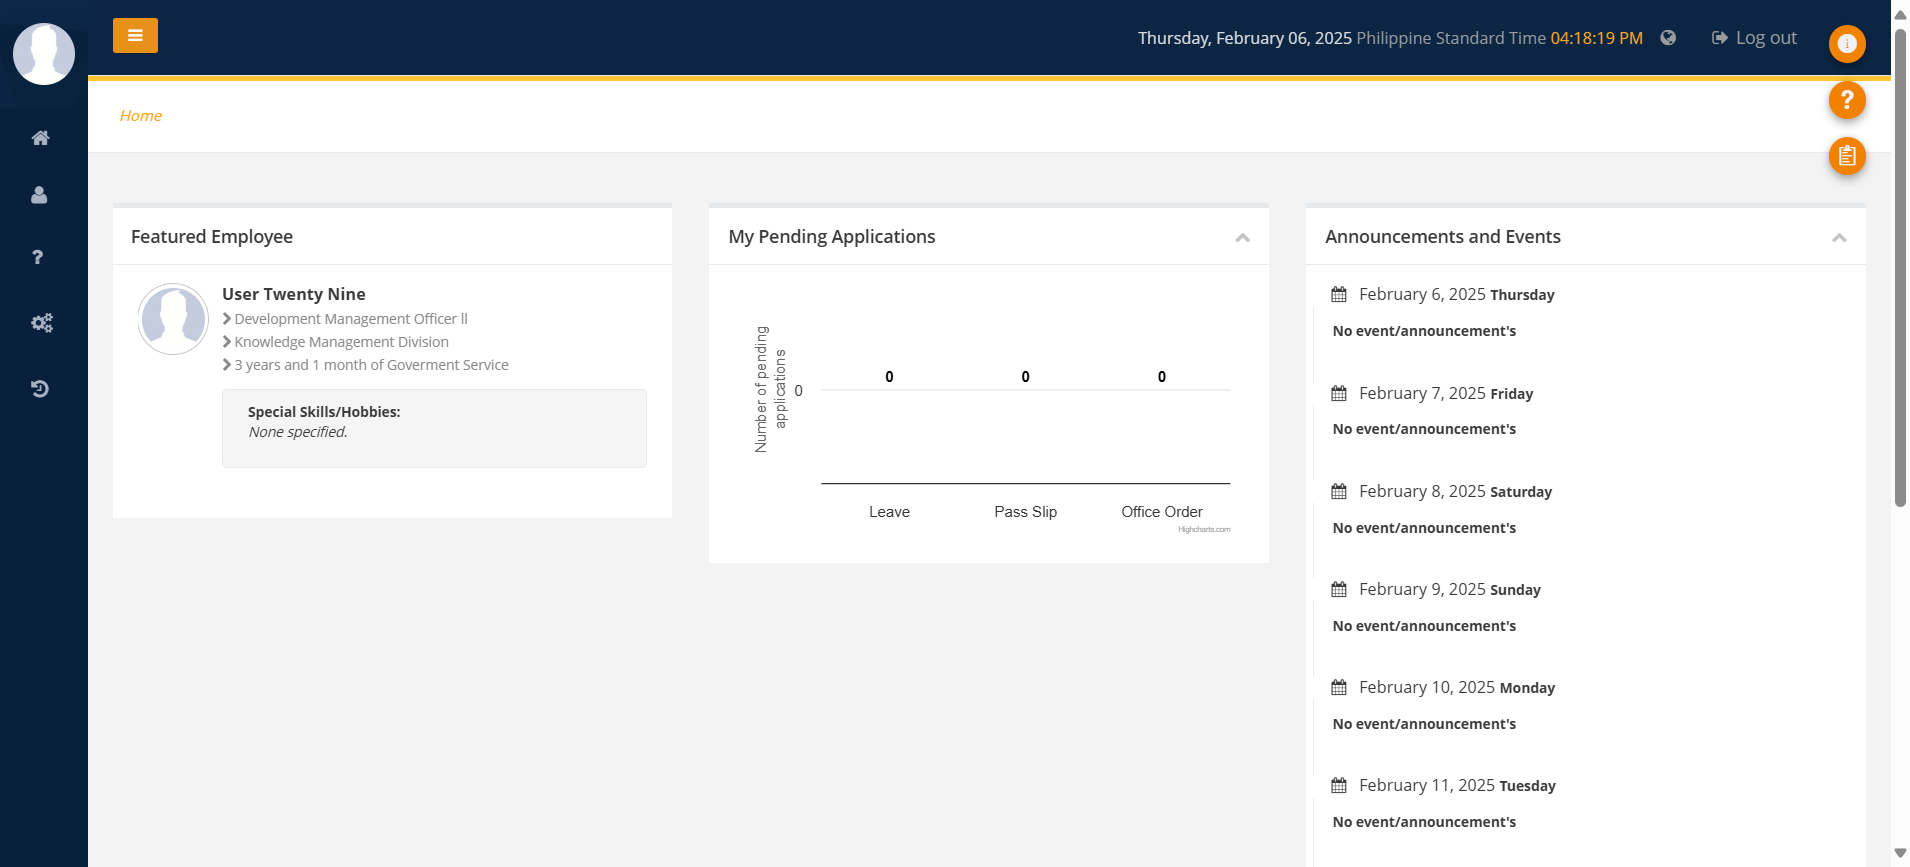 Thursday, February 06, 2025 Philippine Standard Time 04:18:19 PM
Log out
Home
Featured Employee
User Twenty Nine
Development Management Officer ll
Knowledge Management Division
3 years and 1 month of Goverment Service
Special Skills/Hobbies:
None specified.
My Pending Applications
Number of pending
applications
0
0
0
0
Leave
Pass Slip
Office Order
Highcharts.com
Announcements and Events
February 6, 2025 Thursday
No event/announcement's
February 7, 2025 Friday
No event/announcement's
February 8, 2025 Saturday
No event/announcement's
February 9, 2025 Sunday
No event/announcement's
February 10, 2025 Monday
No event/announcement's
February 11, 2025 Tuesday
No event/announcement's